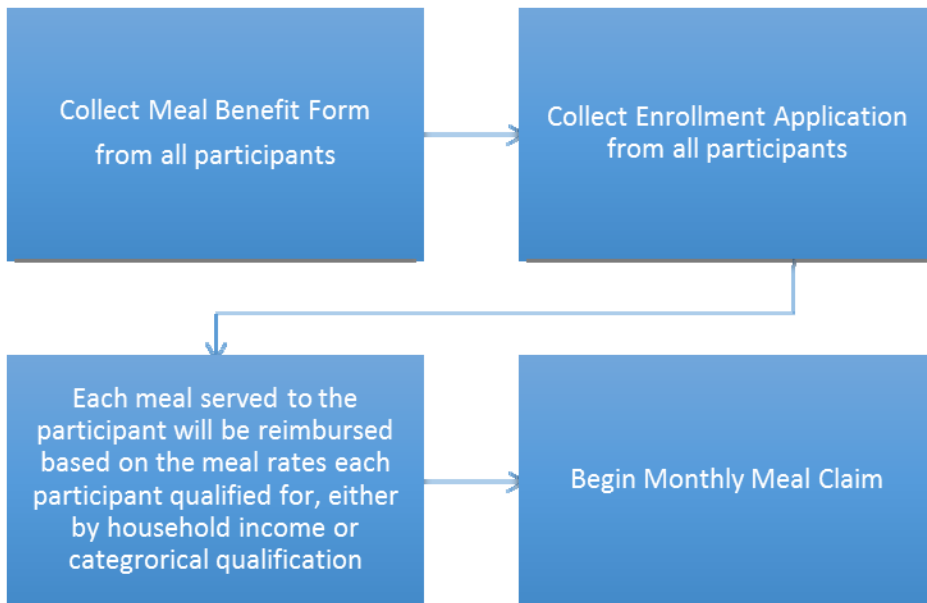 Collect Meal Benefit Form
from all participants
Collect Enrollment Application
from all participants
Each meal served to the
participant will be reimbursed
based on the meal rates each
participant qualified for, either
by household income or
categrorical qualification
Begin Monthly Meal Claim